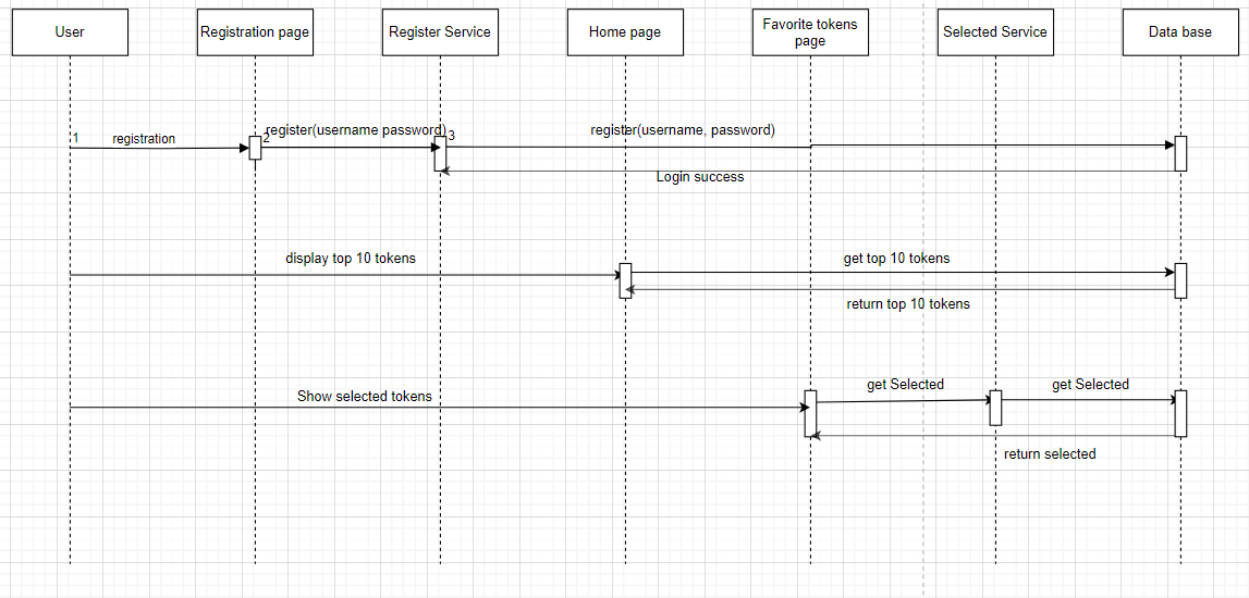 User
Registration page
Register Service
Home page
Favorite tokens
page
Selected Service
Data base
1
registration
2
register(username password)
3
register(username, password)
Login success
display top 10 tokens
get top 10 tokens
return top 10 tokens
Show selected tokens
get Selected
get Selected
return selected